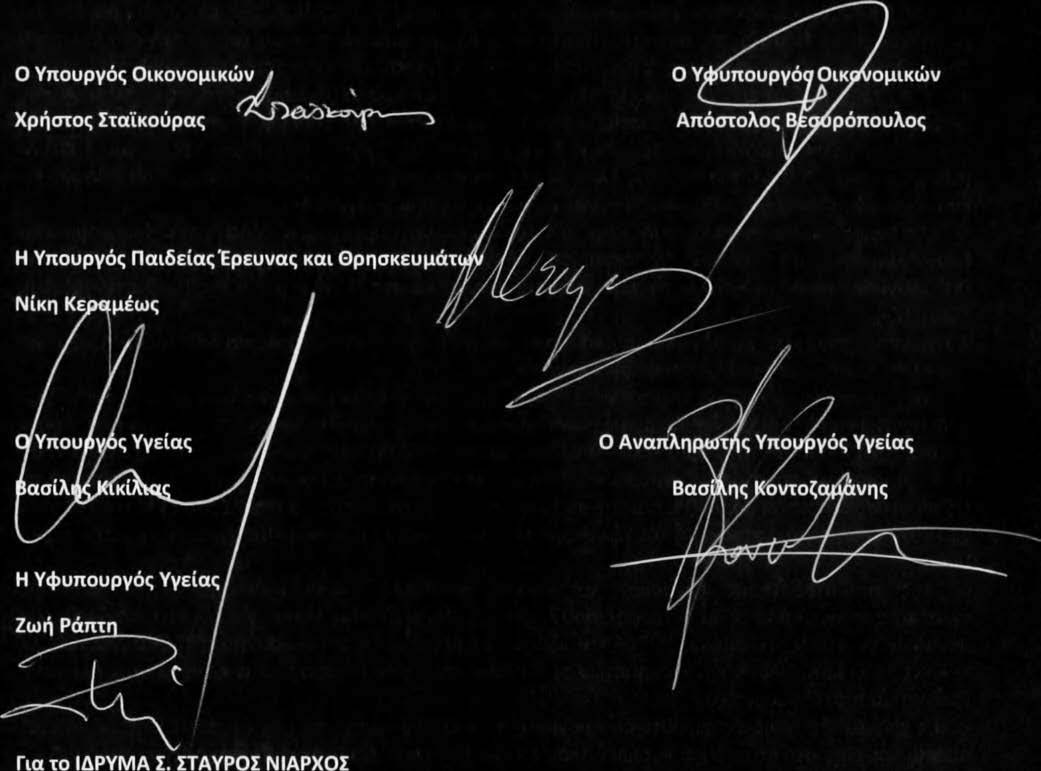 Ο Υπουργός Οικονομικών
Χρήστος Σταϊκούρας
Ο Υφυπουργός Οικονομικών
Απόστολος Βεσυρόπουλος
Η Υπουργός Παιδείας Έρευνας και Θρησκευμάτων
Νίκη Κεραμέως
Ο Υπουργός Υγείας
Βασίλης Κικίλιας
Ο Αναπληρωτής Υπουργός Υγείας
Βασίλης Κοντοζαμάνης
Η Υφυπουργός Υγείας
Ζωή Ράπτη
Για το ΙΔΡΥΜΑ Σ. ΣΤΑΥΡΟΣ ΝΙΑΡΧΟΣ